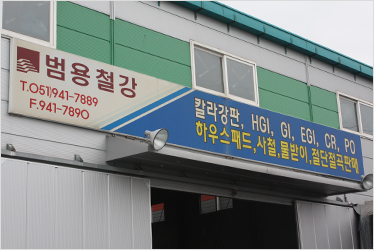 범용철강
T.051)941-7889
F.941-7890
칼라강판, HGI, GI, EGI, CR, PO
하우스패드,사철,물받이,절단절곡판매